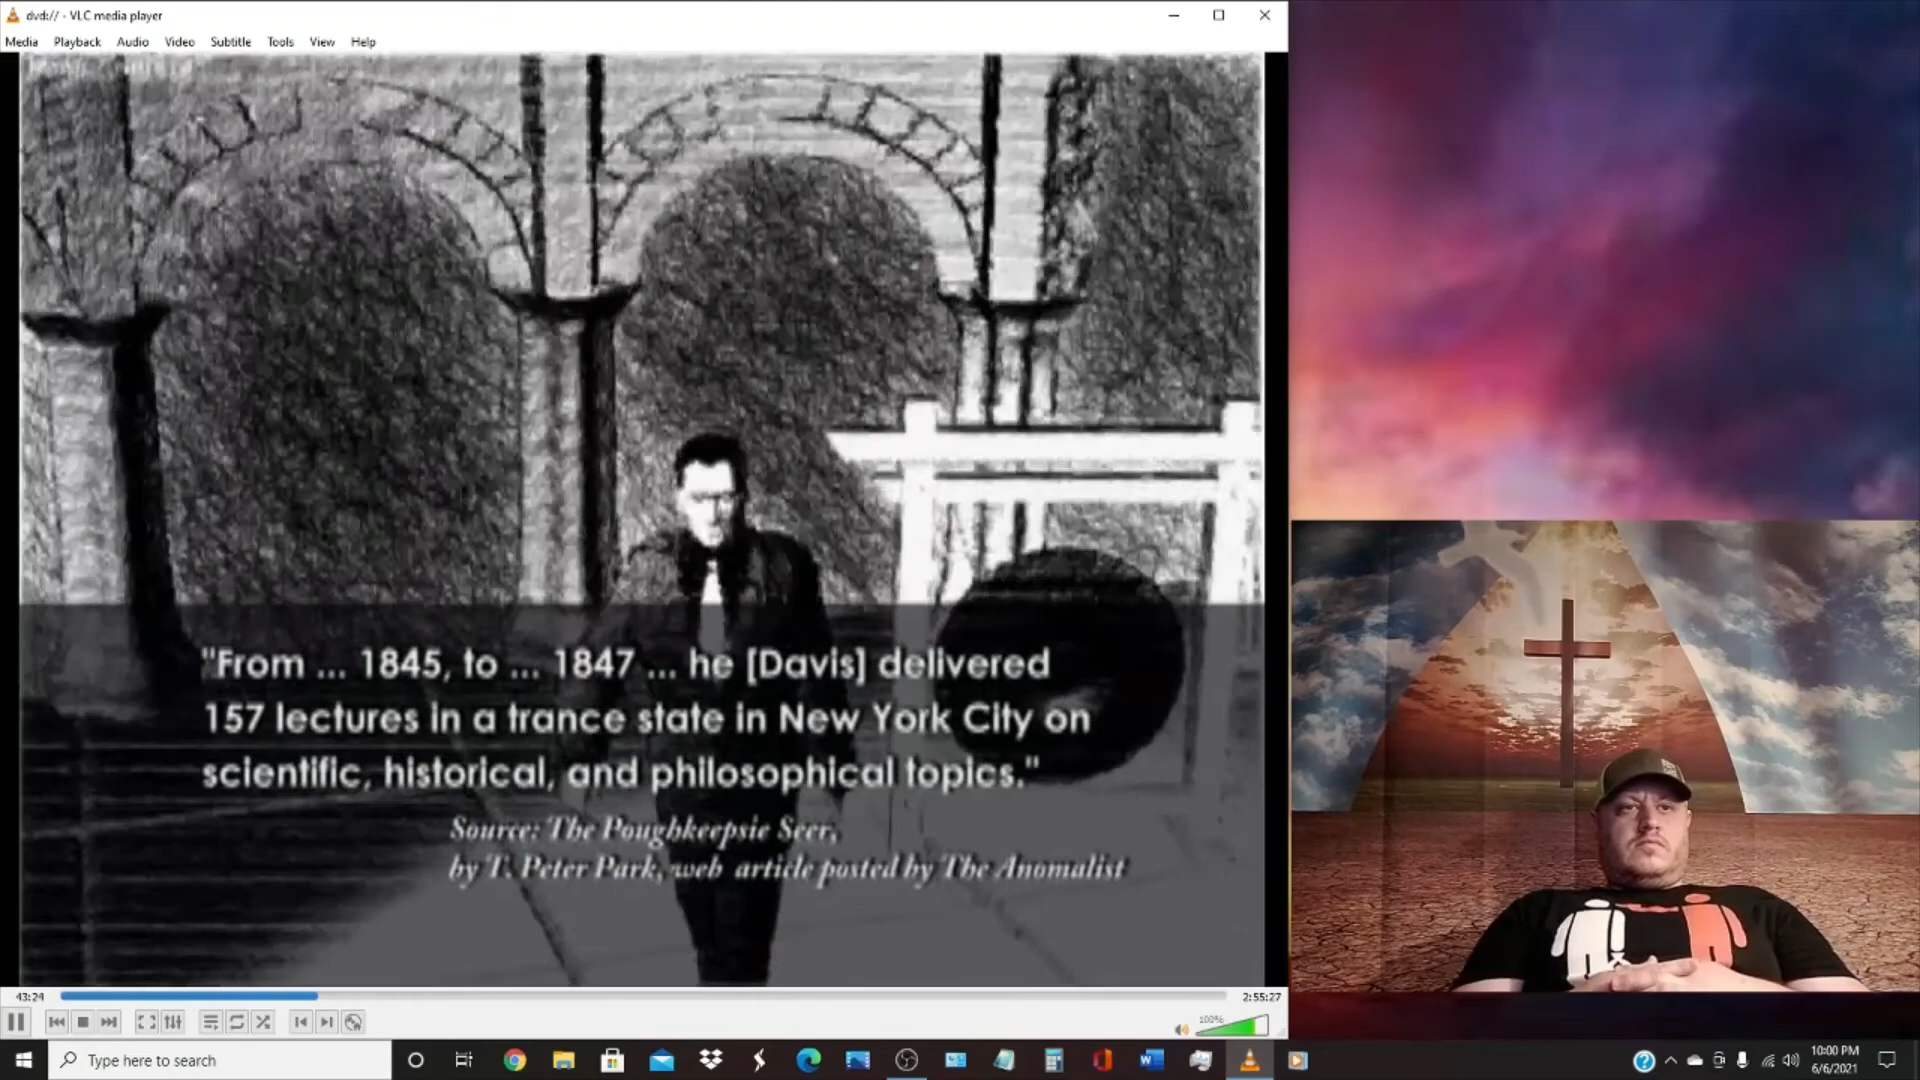 dvd:// - VLC media player
Media Playback Audio Video Subtitle Tools View Help
"From ... 1845, to ... 1847 ... he [Davis] delivered
157 lectures in a trance state in New York City on
scientific, historical, and philosophical topics."
Source: The Poughkeepsie Seer,
by T. Peter Park, web article posted by The Anomalist
43:24
2:55:27
100%
Type here to search
10:00 PM
6/6/2021